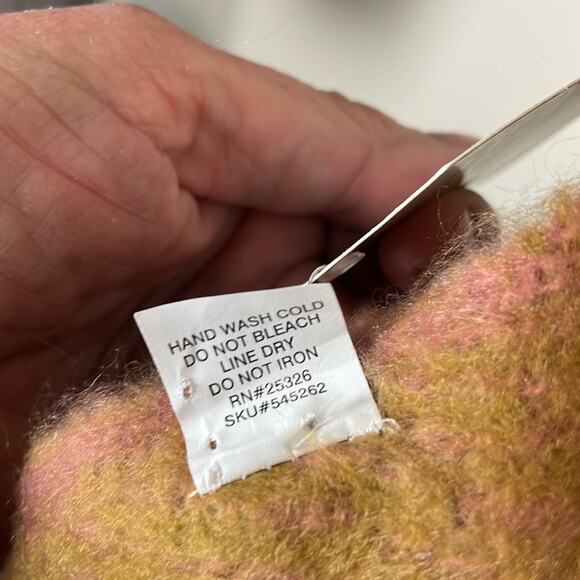 HAND WASH COLD
DO NOT BLEACH
LINE DRY
DO NOT IRON
RN#25326
SKU#545262